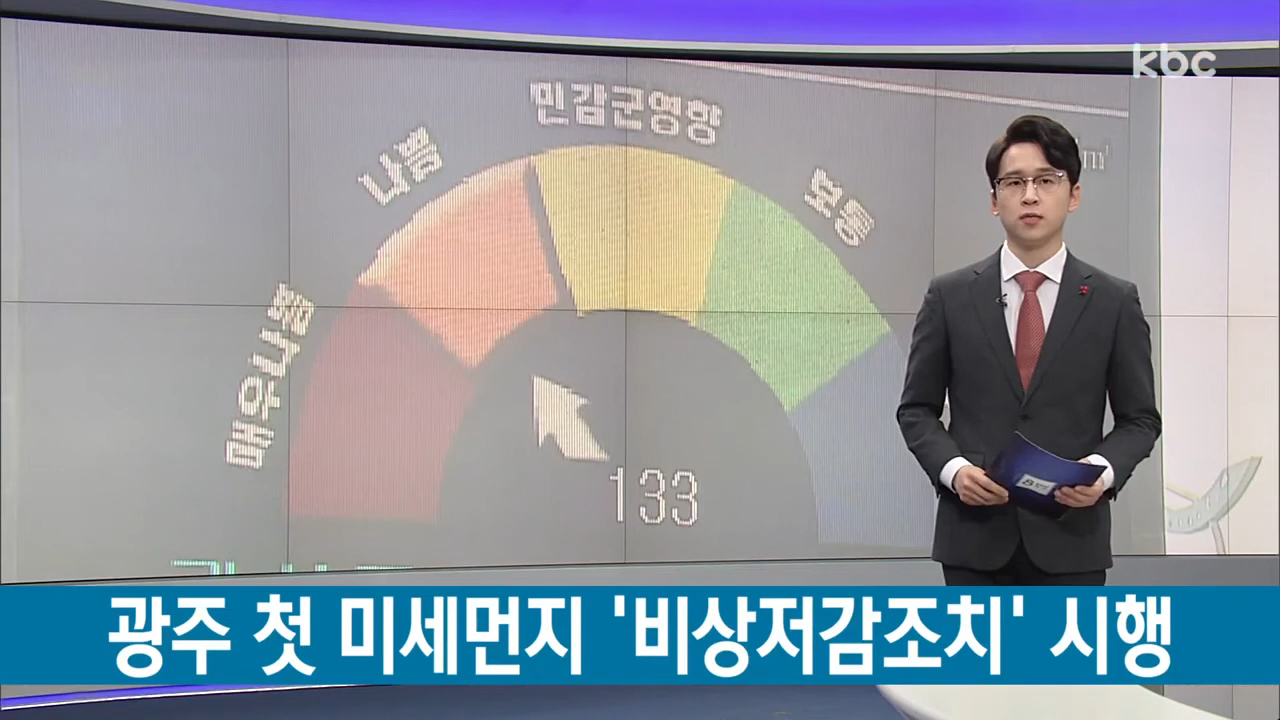 kbc
민감군영향
나쁨
보통
㎥
매우나쁨
133
광주 첫 미세먼지 '비상저감조치' 시행